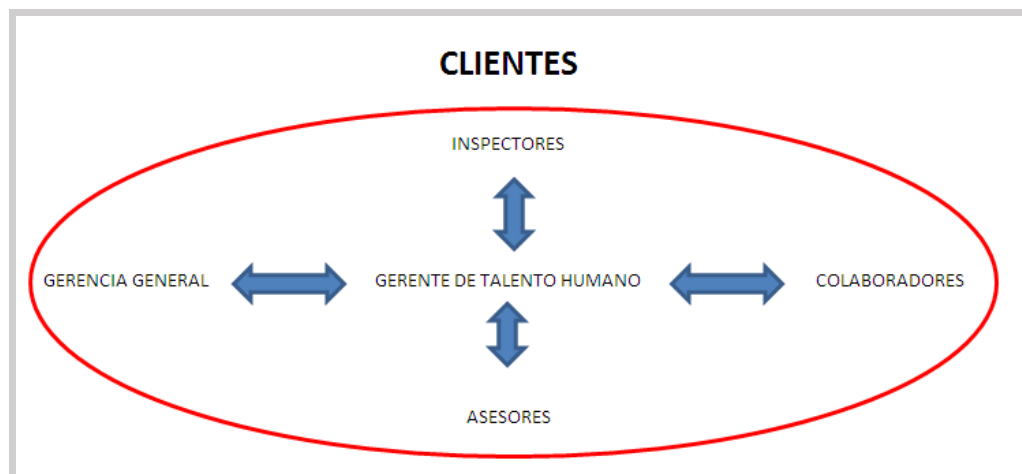 CLIENTES
INSPECTORES
GERENCIA GENERAL
GERENTE DE TALENTO HUMANO
COLABORADORES
ASESORES